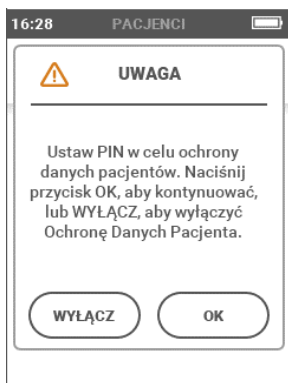 16:28 PACJENCI
UWAGA
Ustaw PIN w celu ochrony
danych pacjentów. Naciśnij
przycisk OK, aby kontynuować,
lub WYŁĄCZ, aby wyłączyć
Ochronę Danych Pacjenta.
WYŁĄCZ OK